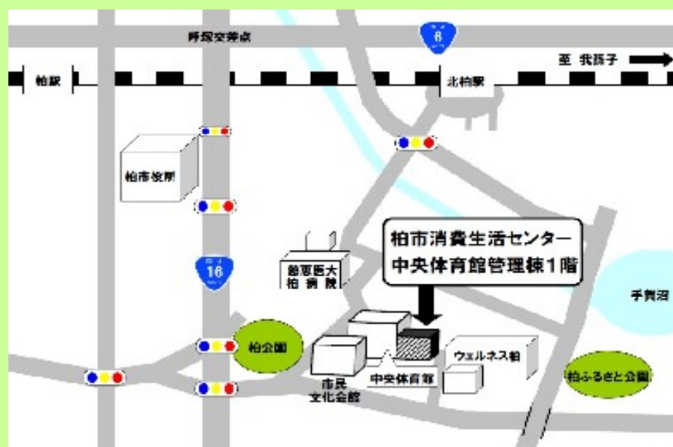 呼塚交差点
6
至 我孫子
柏駅
北柏駅
柏市役所
16
柏市消費生活センター
中央体育館管理棟1階
慈恵医大
柏病院
手賀沼
柏公園
ウェルネス柏
市民
文化会館
中央体育館
柏ふるさと公園